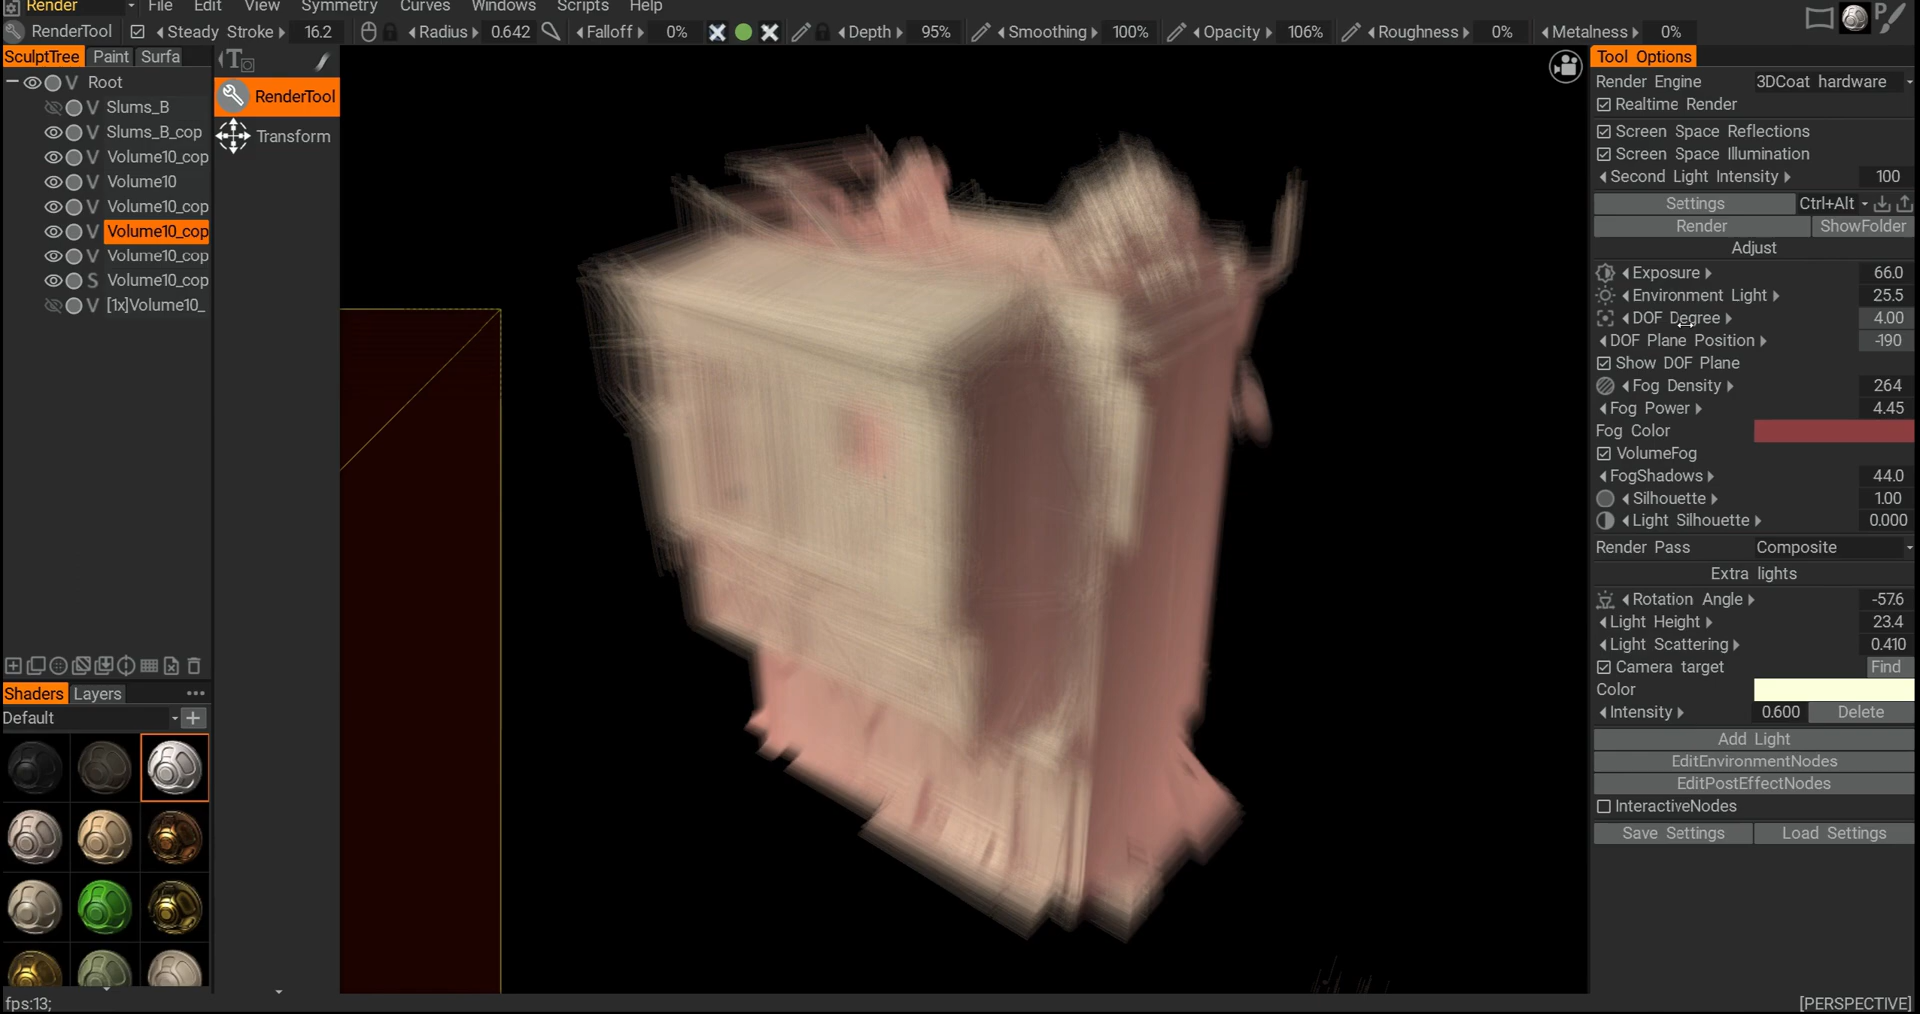 Render File Edit View Symmetry Curves Windows Scripts Help
RenderTool Steady Stroke 16.2 Radius 0.642 Falloff 0% Depth 95% Smoothing 100% Opacity 106% Roughness 0% Metalness 0%
SculptTree Paint Surfa
Root
Slums_B
Slums_B_cop
Volume10_cop
Volume10
Volume10_cop
Volume10_cop
Volume10_cop
Volume10_cop
[1x]Volume10_
RenderTool
Transform
Shaders Layers
Default
fps:13;
Tool Options
Render Engine 3DCoat hardware
Realtime Render
Screen Space Reflections
Screen Space Illumination
Second Light Intensity 100
Settings Ctrl+Alt
Render ShowFolder
Adjust
Exposure 66.0
Environment Light 25.5
DOF Degree 4.00
DOF Plane Position -190
Show DOF Plane
Fog Density 264
Fog Power 4.45
Fog Color
VolumeFog
FogShadows 44.0
Silhouette 1.00
Light Silhouette 0.000
Render Pass Composite
Extra lights
Rotation Angle -57.6
Light Height 23.4
Light Scattering 0.410
Camera target Find
Color
Intensity 0.600 Delete
Add Light
EditEnvironmentNodes
EditPostEffectNodes
InteractiveNodes
Save Settings Load Settings
[PERSPECTIVE]